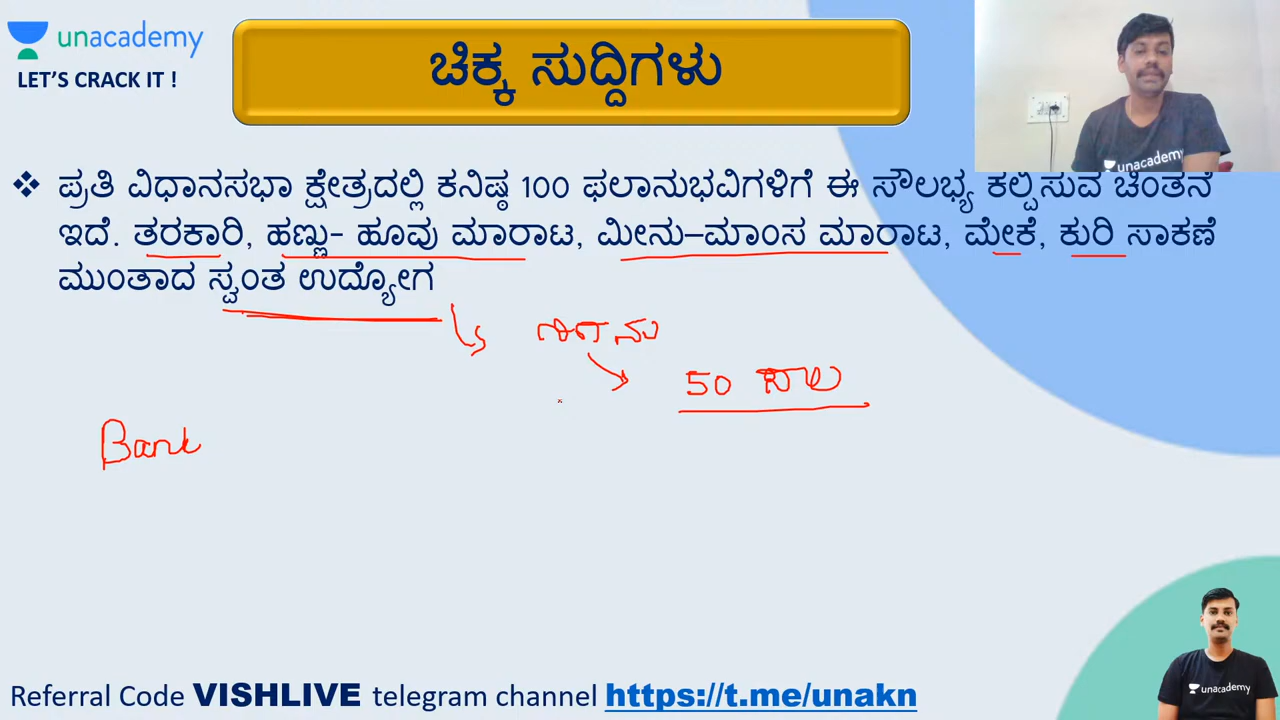 unacademy
LET'S CRACK IT !
ಚಿಕ್ಕ ಸುದ್ದಿಗಳು
unacademy
❖ ಪ್ರತಿ ವಿಧಾನಸಭಾ ಕ್ಷೇತ್ರದಲ್ಲಿ ಕನಿಷ್ಠ 100 ಫಲಾನುಭವಿಗಳಿಗೆ ಈ ಸೌಲಭ್ಯ ಕಲ್ಪಿಸುವ ಚಿಂತನೆ
ಇದೆ. ತರಕಾರಿ, ಹಣ್ಣು- ಹೂವು ಮಾರಾಟ, ಮೀನು–ಮಾಂಸ ಮಾರಾಟ, ಮೇಕೆ, ಕುರಿ ಸಾಕಣೆ
ಮುಂತಾದ ಸ್ವಂತ ಉದ್ಯೋಗ
50 ಸಾಲ
Bank
unacademy
Referral Code VISHLIVE telegram channel https://t.me/unakn